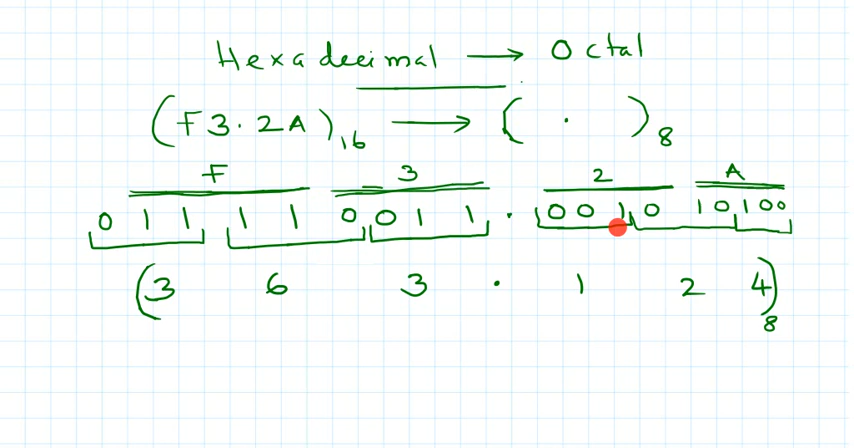 Hexadecimal → Octal
(F3.2A)16 → ( . )8
F 3 2 A
0 1 1 1 1 0 0 1 1 . 0 0 1 0 1 0 1 0 0
(3 6 3 . 1 2 4)8